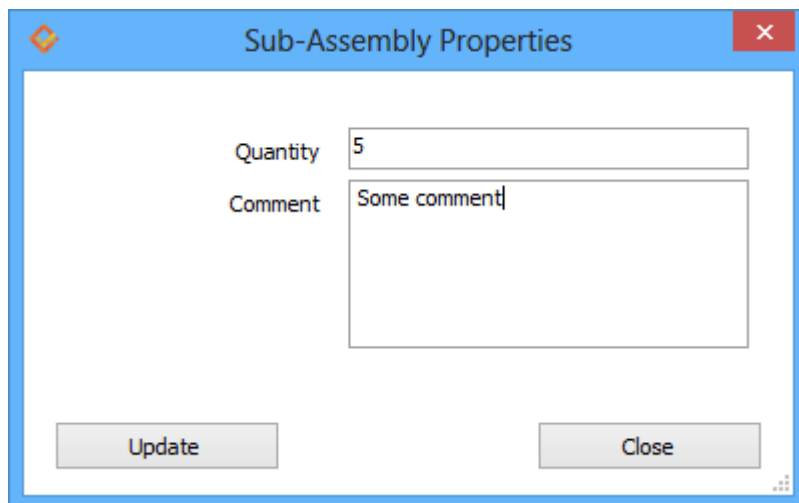 Sub-Assembly Properties
Quantity 5
Comment Some comment
Update Close